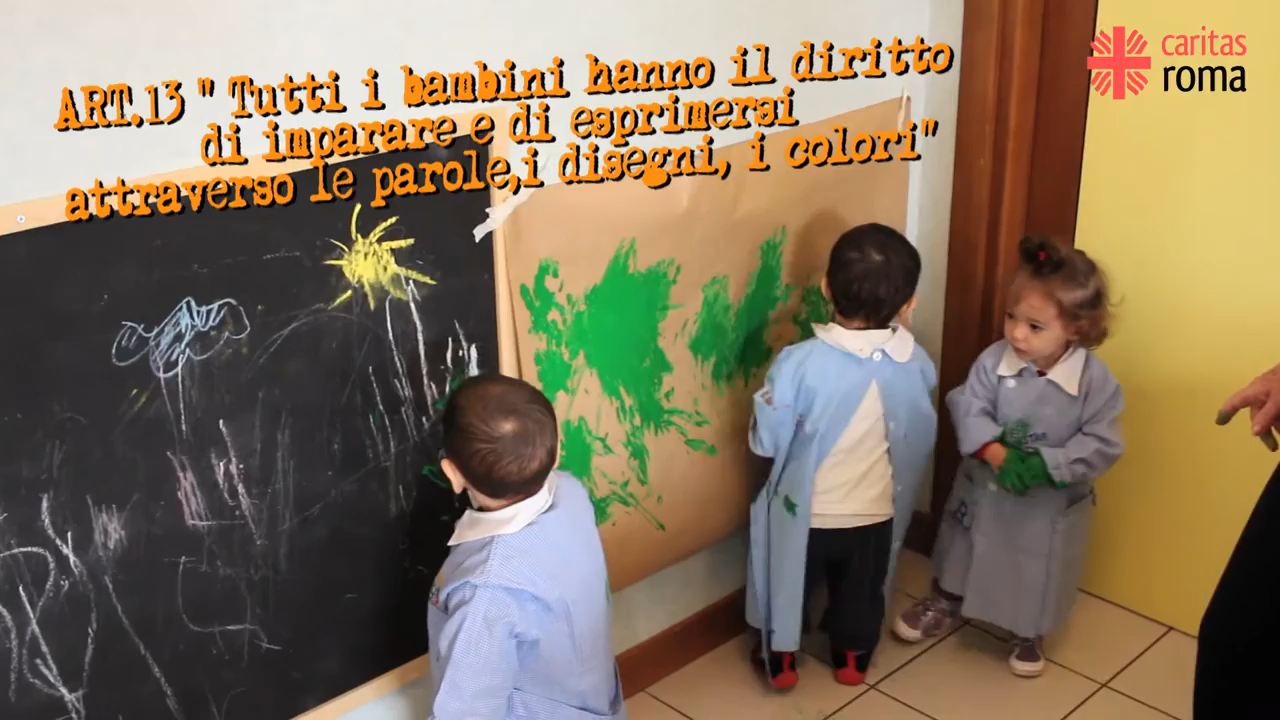 ART.13 " Tutti i bambini hanno il diritto
di imparare e di esprimersi
attraverso le parole,i disegni, i colori"
caritas
roma